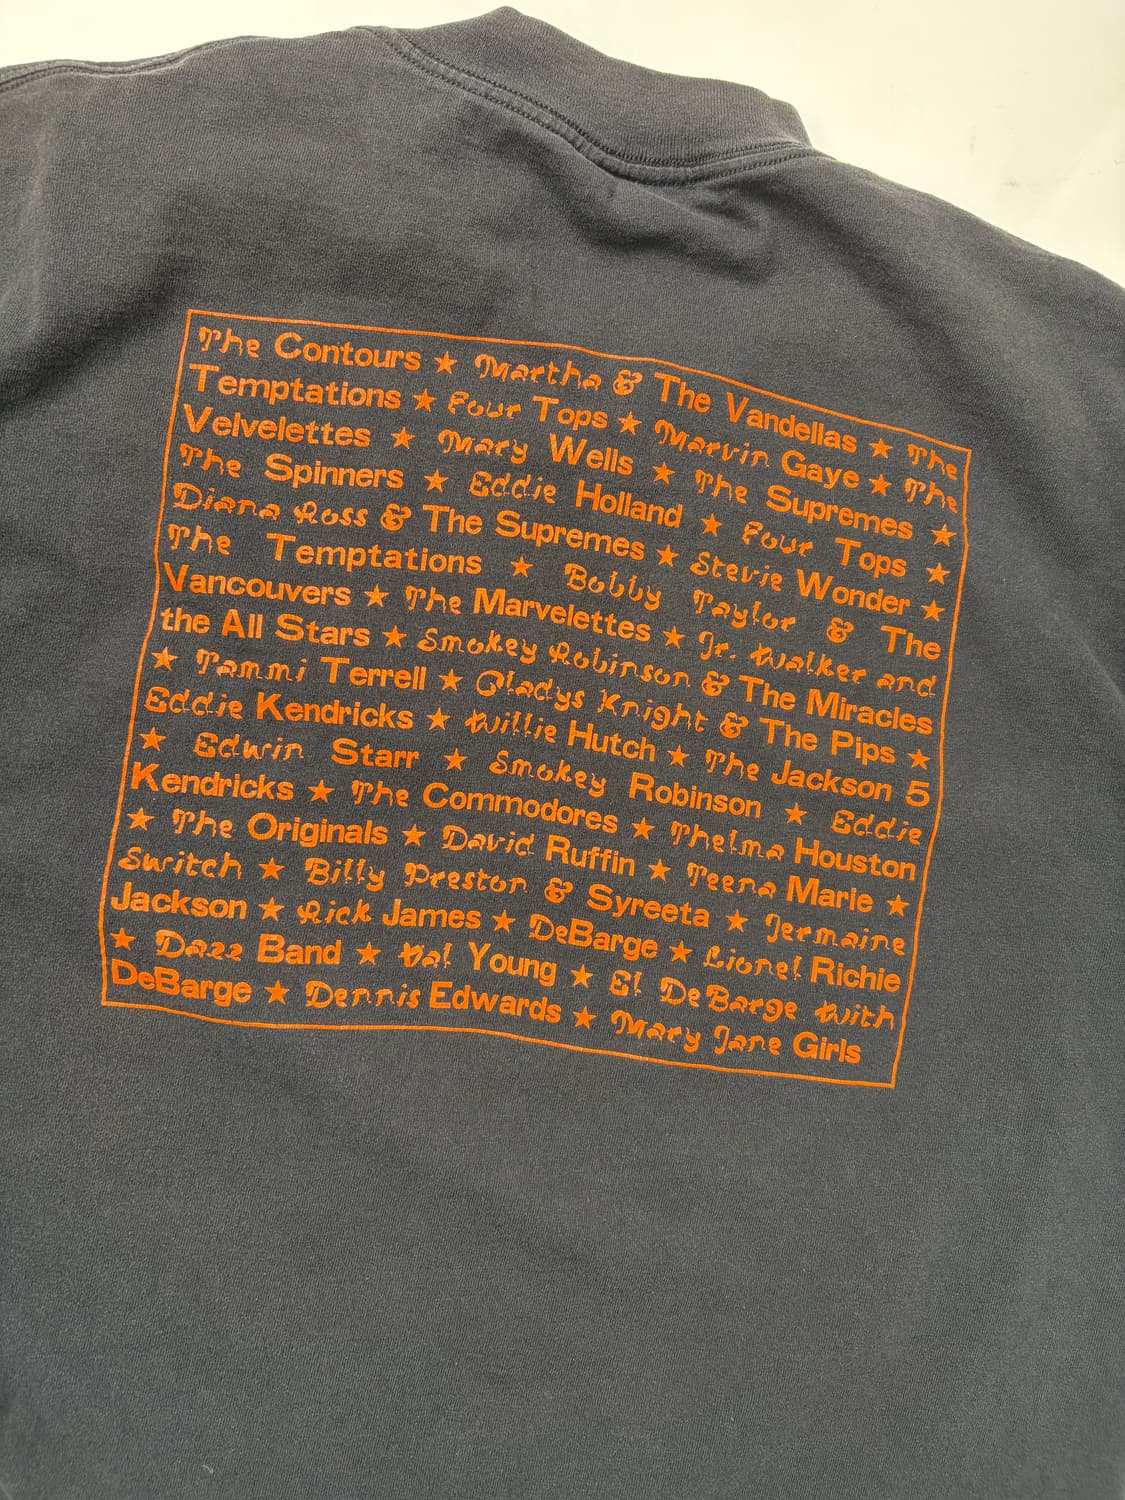 The Contours ★ Martha & The Vandellas ★ The
Temptations ★ Four Tops ★ Marvin Gaye ★ The
Velvelettes ★ Mary Wells ★ The Supremes ★
The Spinners ★ Eddie Holland ★ Four Tops ★
Diana Ross & The Supremes ★ Stevie Wonder ★
The Temptations ★ Bobby Taylor & The
Vancouvers ★ The Marvelettes ★ Jr. Walker and
the All Stars ★ Smokey Robinson & The Miracles
★ Tammi Terrell ★ Gladys Knight & The Pips ★
Eddie Kendricks ★ Willie Hutch ★ The Jackson 5
★ Edwin Starr ★ Smokey Robinson ★ Eddie
Kendricks ★ The Commodores ★ Thelma Houston
★ The Originals ★ David Ruffin ★ Teena Marie ★
Switch ★ Billy Preston & Syreeta ★ Jermaine
Jackson ★ Rick James ★ DeBarge ★ Lionel Richie
★ Dazz Band ★ Val Young ★ El DeBarge with
DeBarge ★ Dennis Edwards ★ Mary Jane Girls